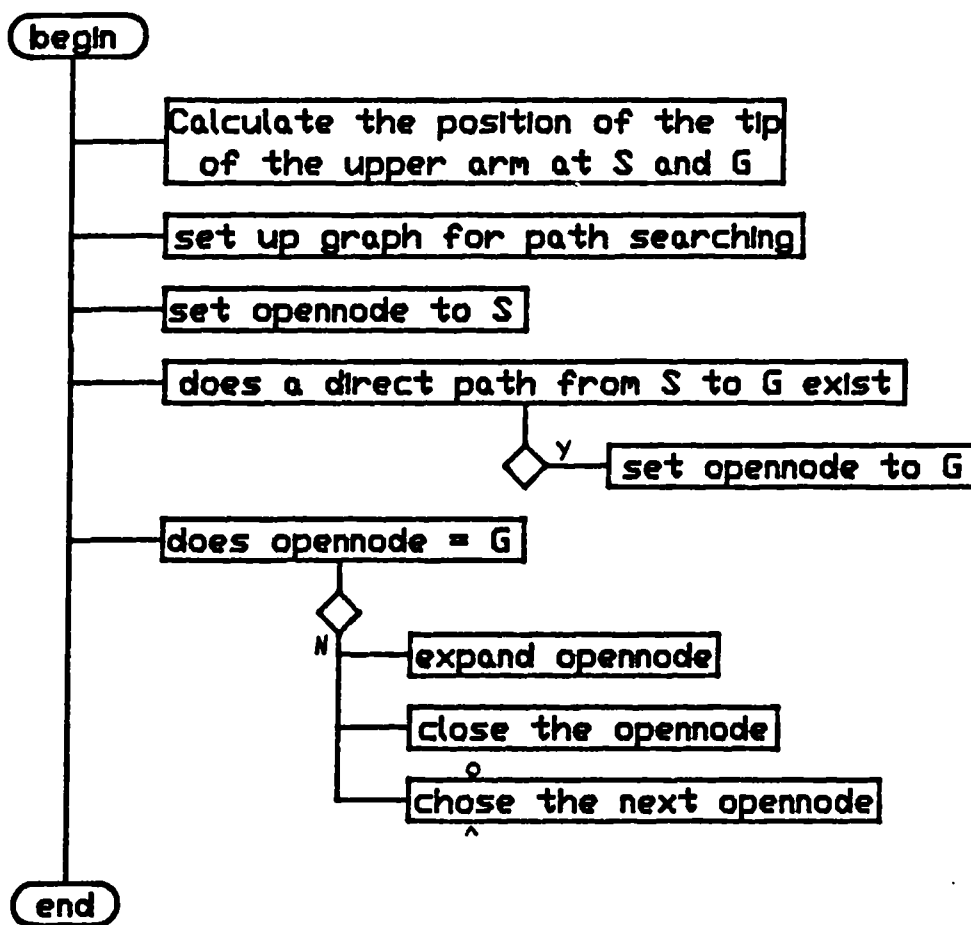 begin
Calculate the position of the tip
of the upper arm at S and G
set up graph for path searching
set opennode to S
does a direct path from S to G exist
Y
set opennode to G
does opennode = G
N
expand opennode
close the opennode
o
chose the next opennode
^
end